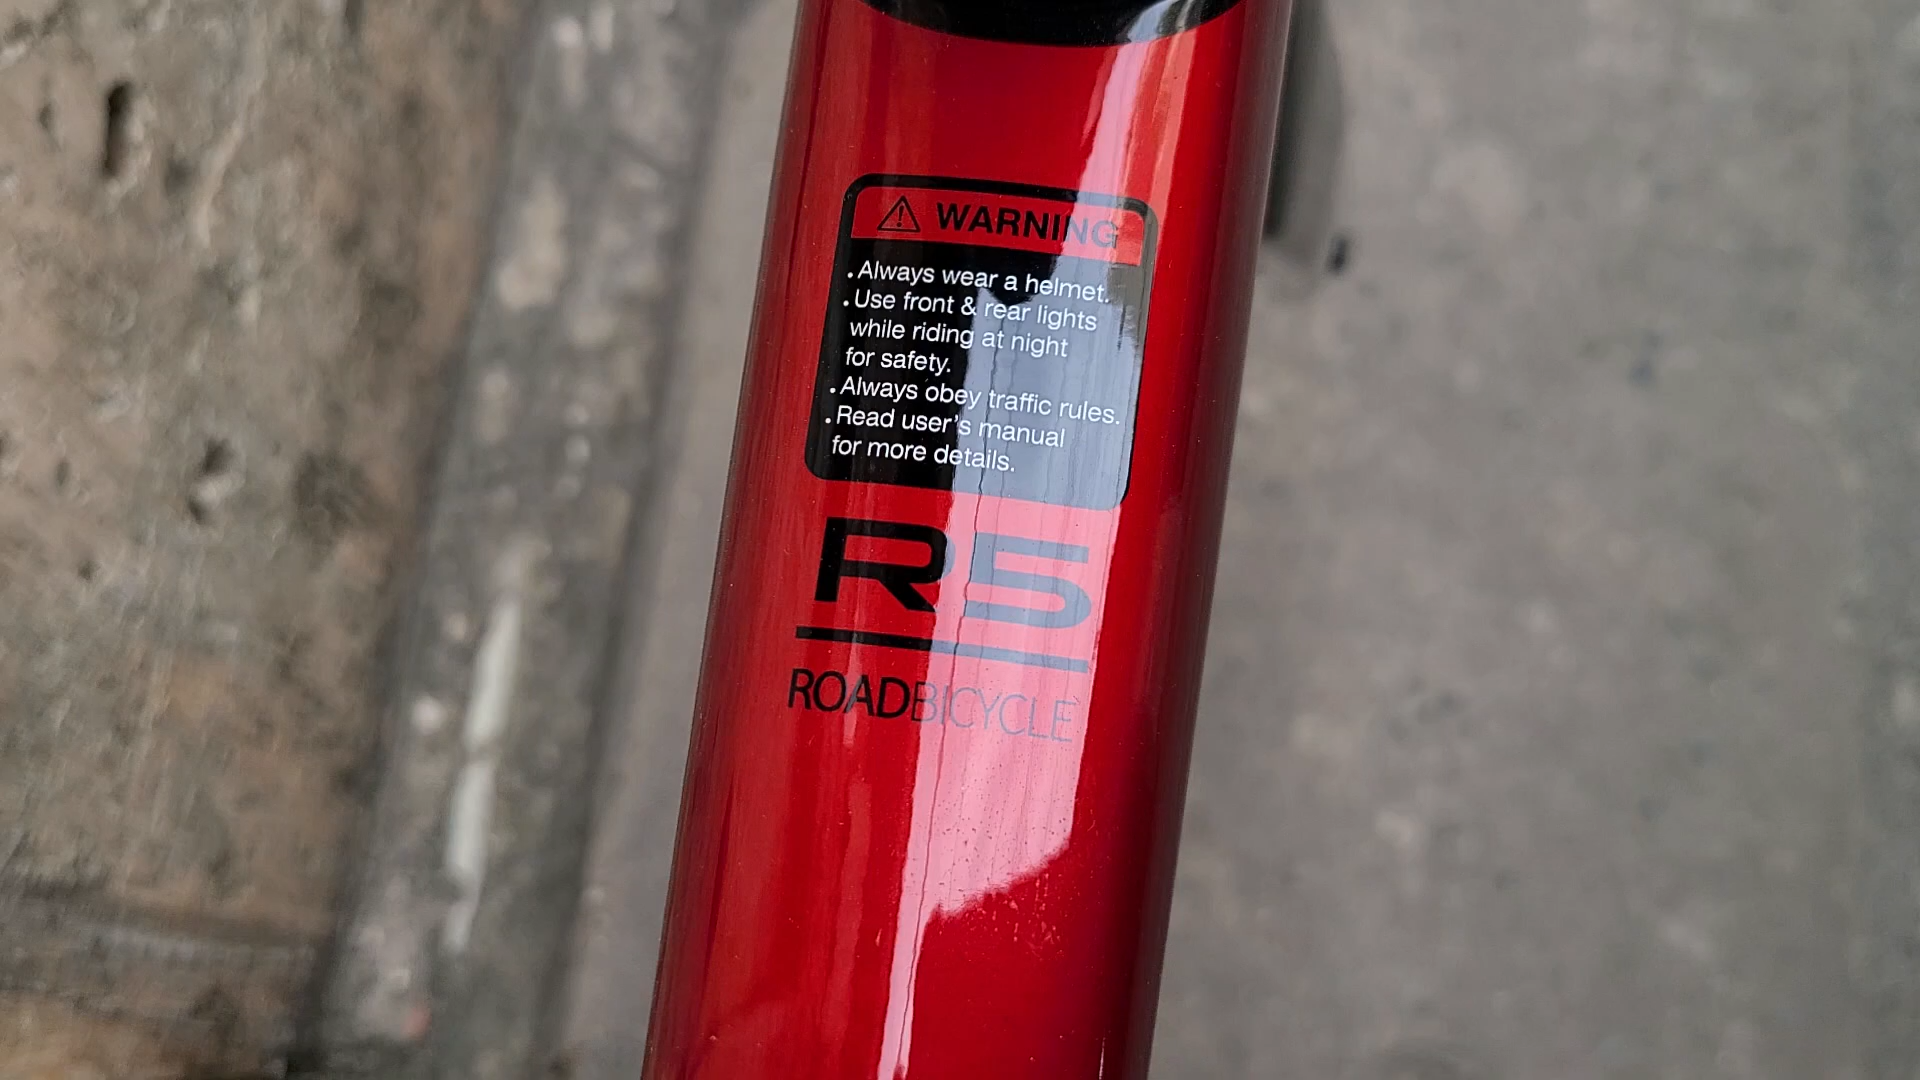 WARNING
.Always wear a helmet.
.Use front & rear lights
while riding at night
for safety.
.Always obey traffic rules.
.Read user's manual
for more details.
R5
ROADBICYCLE